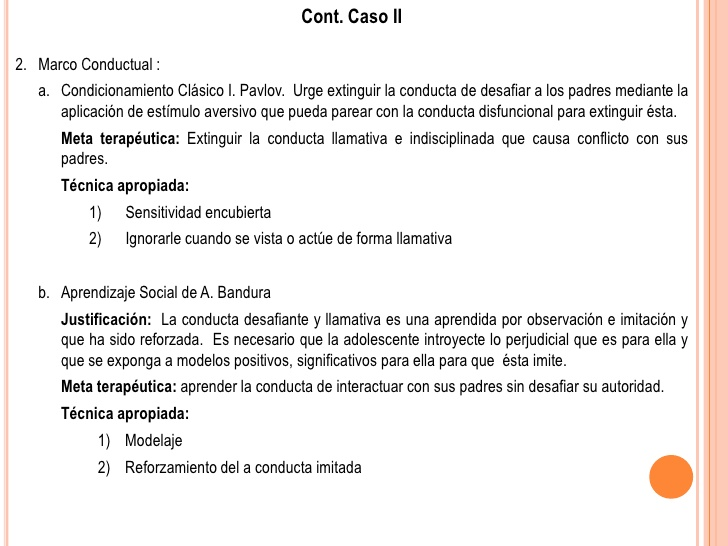 Cont. Caso II
2. Marco Conductual :
a. Condicionamiento Clásico I. Pavlov. Urge extinguir la conducta de desafiar a los padres mediante la
aplicación de estímulo aversivo que pueda parear con la conducta disfuncional para extinguir ésta.
Meta terapéutica: Extinguir la conducta llamativa e indisciplinada que causa conflicto con sus
padres.
Técnica apropiada:
1) Sensitividad encubierta
2) Ignorarle cuando se vista o actúe de forma llamativa
b. Aprendizaje Social de A. Bandura
Justificación: La conducta desafiante y llamativa es una aprendida por observación e imitación y
que ha sido reforzada. Es necesario que la adolescente introyecte lo perjudicial que es para ella y
que se exponga a modelos positivos, significativos para ella para que ésta imite.
Meta terapéutica: aprender la conducta de interactuar con sus padres sin desafiar su autoridad.
Técnica apropiada:
1) Modelaje
2) Reforzamiento del a conducta imitada